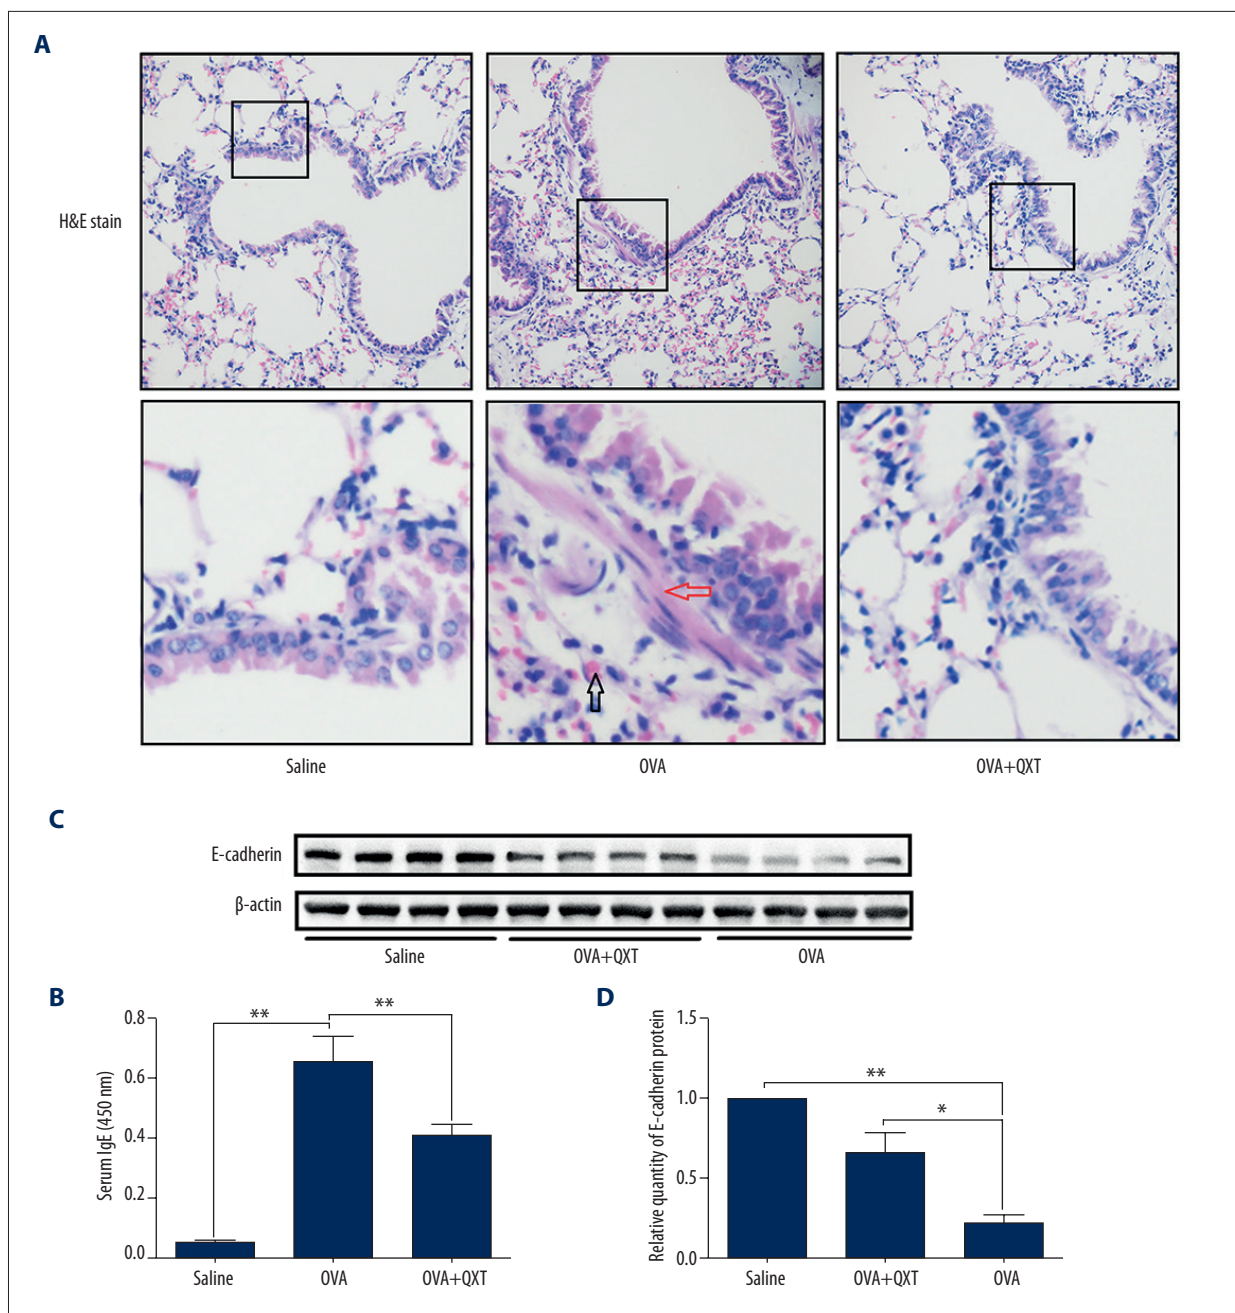 A
H&E stain
Saline
OVA
OVA+QXT
C
E-cadherin
β-actin
Saline
OVA+QXT
OVA
B
Serum IgE (450 nm)
0.8
0.6
0.4
0.2
0.0
**
**
Saline
OVA
OVA+QXT
D
Relative quantity of E-cadherin protein
1.5
1.0
0.5
0.0
**
*
Saline
OVA+QXT
OVA